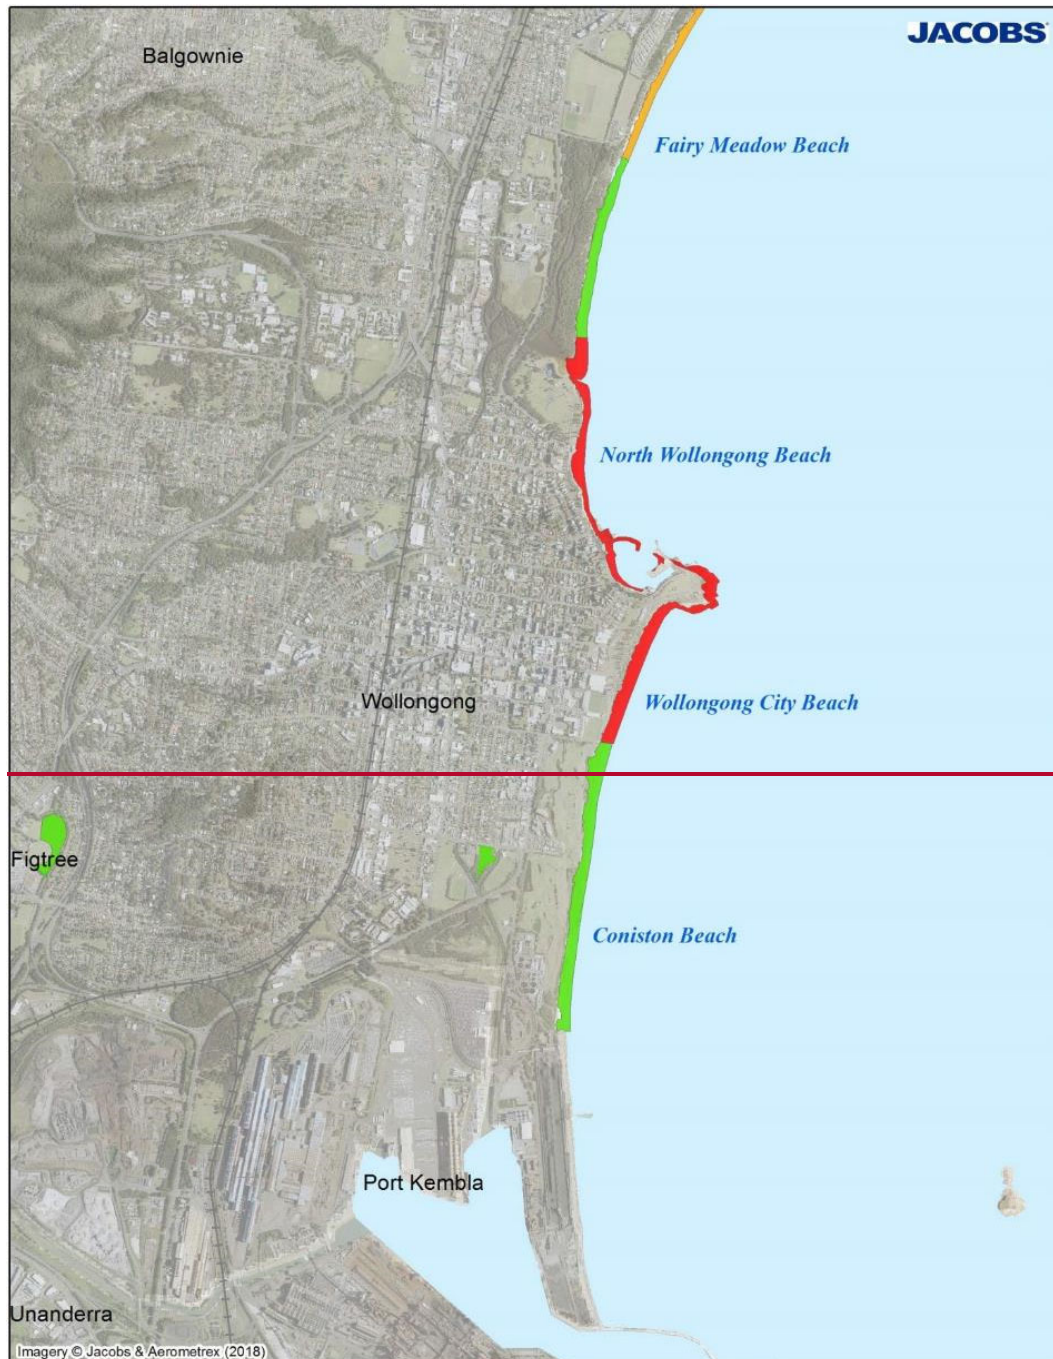 Balgownie
JACOBS
Fairy Meadow Beach
North Wollongong Beach
Wollongong
Wollongong City Beach
Figtree
Coniston Beach
Port Kembla
Unanderra
Imagery © Jacobs & Aerometrex (2018)